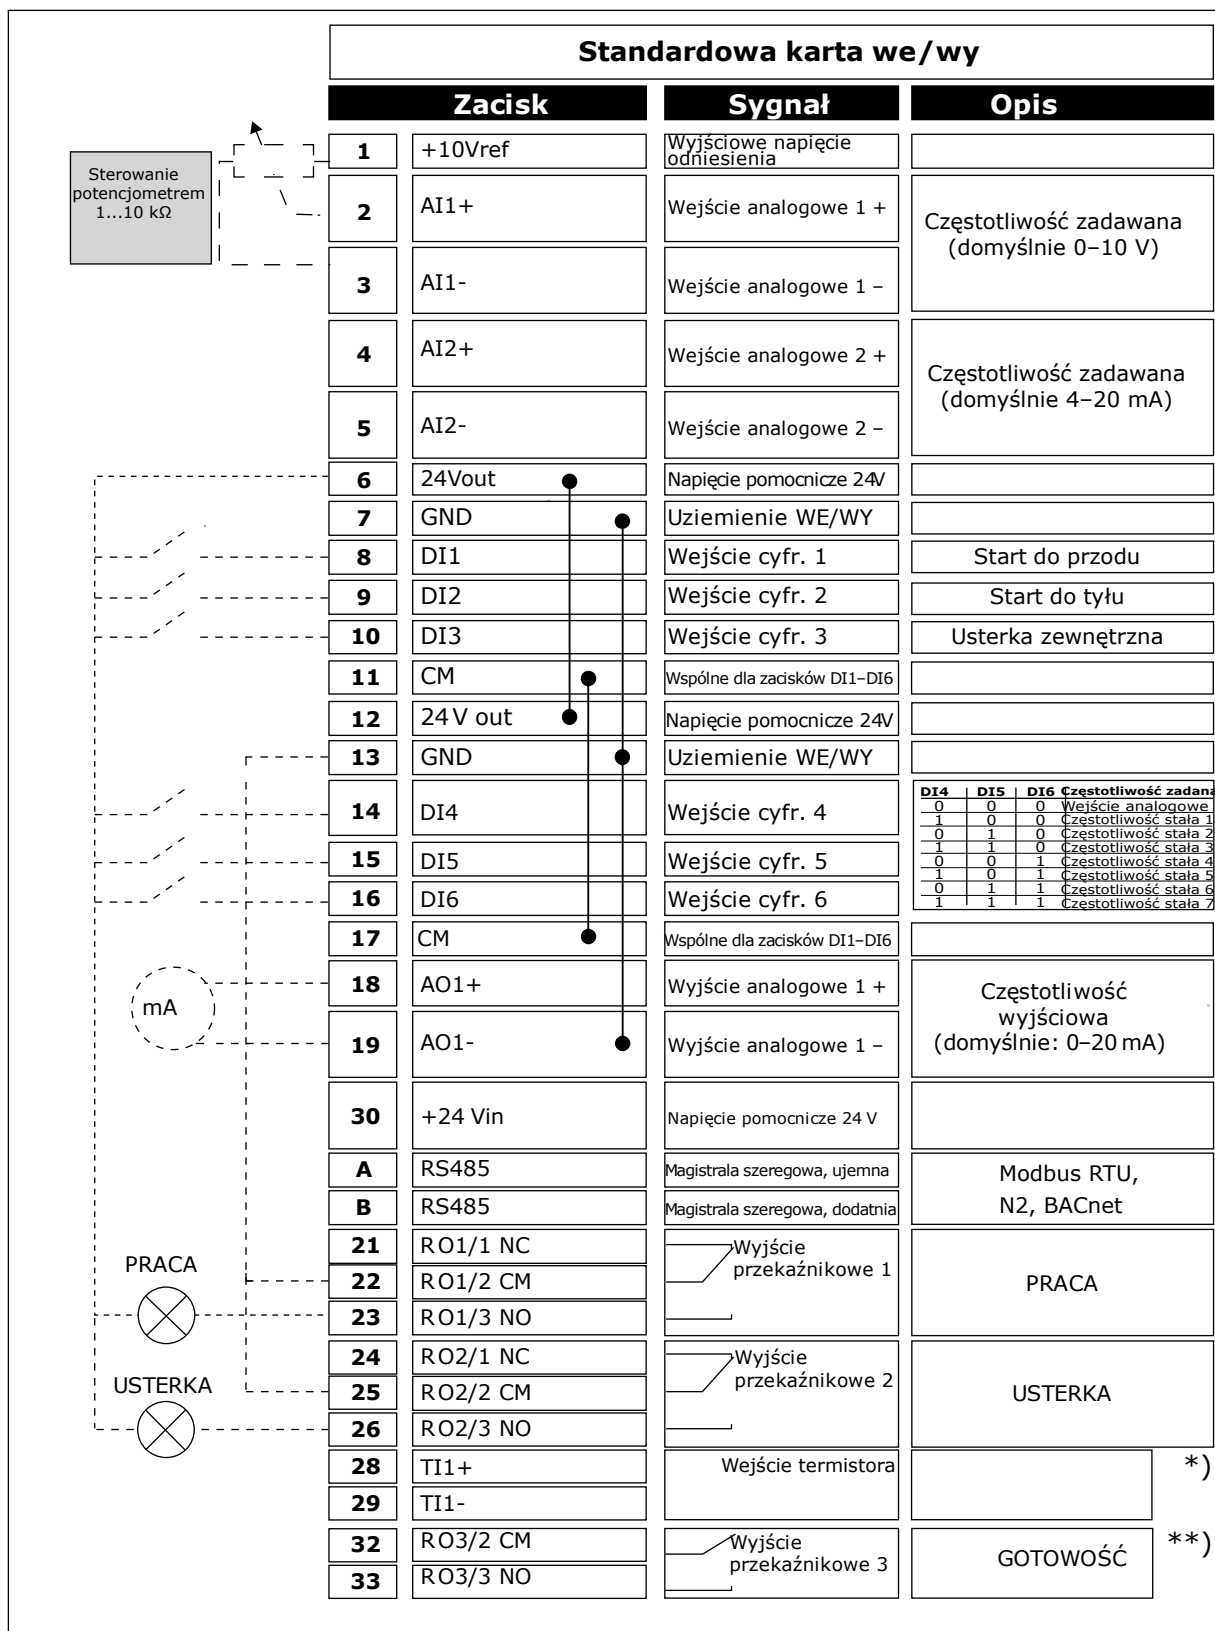 Standardowa karta we/wy
Zacisk Sygnał Opis
Sterowanie
potencjometrem
1...10 kΩ
1 +10Vref Wyjściowe napięcie
odniesienia
2 AI1+ Wejście analogowe 1 +
Częstotliwość zadawana
(domyślnie 0–10 V)
3 AI1- Wejście analogowe 1 –
4 AI2+ Wejście analogowe 2 +
Częstotliwość zadawana
(domyślnie 4–20 mA)
5 AI2- Wejście analogowe 2 –
6 24Vout Napięcie pomocnicze 24V
7 GND Uziemienie WE/WY
8 DI1 Wejście cyfr. 1 Start do przodu
9 DI2 Wejście cyfr. 2 Start do tyłu
10 DI3 Wejście cyfr. 3 Usterka zewnętrzna
11 CM Wspólne dla zacisków DI1–DI6
12 24V out Napięcie pomocnicze 24V
13 GND Uziemienie WE/WY
14 DI4 Wejście cyfr. 4
DI4 DI5 DI6 Częstotliwość zadana
0 0 0 Wejście analogowe
1 0 0 Częstotliwość stała 1
0 1 0 Częstotliwość stała 2
1 1 0 Częstotliwość stała 3
0 0 1 Częstotliwość stała 4
1 0 1 Częstotliwość stała 5
0 1 1 Częstotliwość stała 6
1 1 1 Częstotliwość stała 7
15 DI5 Wejście cyfr. 5
16 DI6 Wejście cyfr. 6
17 CM Wspólne dla zacisków DI1–DI6
mA
18 AO1+ Wyjście analogowe 1 +
Częstotliwość
wyjściowa
(domyślnie: 0–20 mA)
19 AO1- Wyjście analogowe 1 –
30 +24 Vin Napięcie pomocnicze 24 V
A RS485 Magistrala szeregowa, ujemna
Modbus RTU,
N2, BACnet
B RS485 Magistrala szeregowa, dodatnia
PRACA
21 RO1/1 NC Wyjście
przekaźnikowe 1
22 RO1/2 CM PRACA
23 RO1/3 NO
USTERKA
24 RO2/1 NC Wyjście
przekaźnikowe 2
25 RO2/2 CM USTERKA
26 RO2/3 NO
28 TI1+ Wejście termistora *)
29 TI1-
32 RO3/2 CM Wyjście
przekaźnikowe 3
GOTOWOŚĆ **)
33 RO3/3 NO